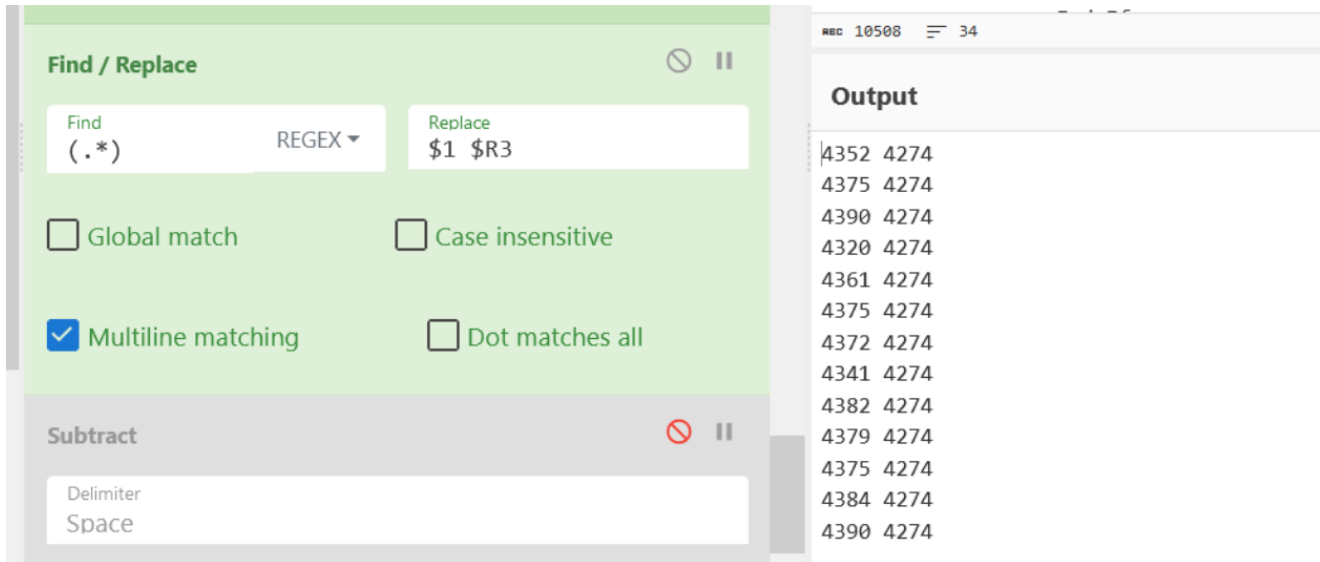 Find / Replace
Find
(.*)
REGEX
Replace
$1 $R3
Global match
Case insensitive
Multiline matching
Dot matches all
Subtract
Delimiter
Space
ABC 10508 34
Output
4352 4274
4375 4274
4390 4274
4320 4274
4361 4274
4375 4274
4372 4274
4341 4274
4382 4274
4379 4274
4375 4274
4384 4274
4390 4274